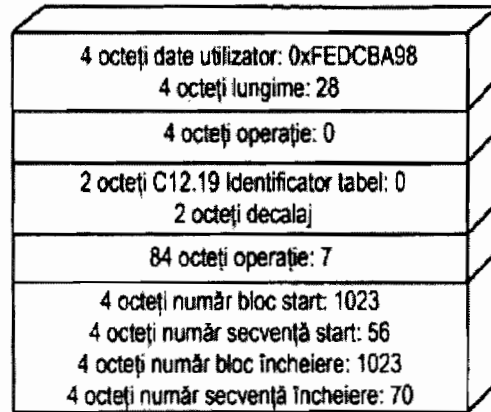 4 octeți date utilizator: 0xFEDCBA98
4 octeți lungime: 28
4 octeți operație: 0
2 octeți C12.19 Identificator tabel: 0
2 octeți decalaj
84 octeți operație: 7
4 octeți număr bloc start: 1023
4 octeți număr secvență start: 56
4 octeți număr bloc încheiere: 1023
4 octeți număr secvență încheiere: 70